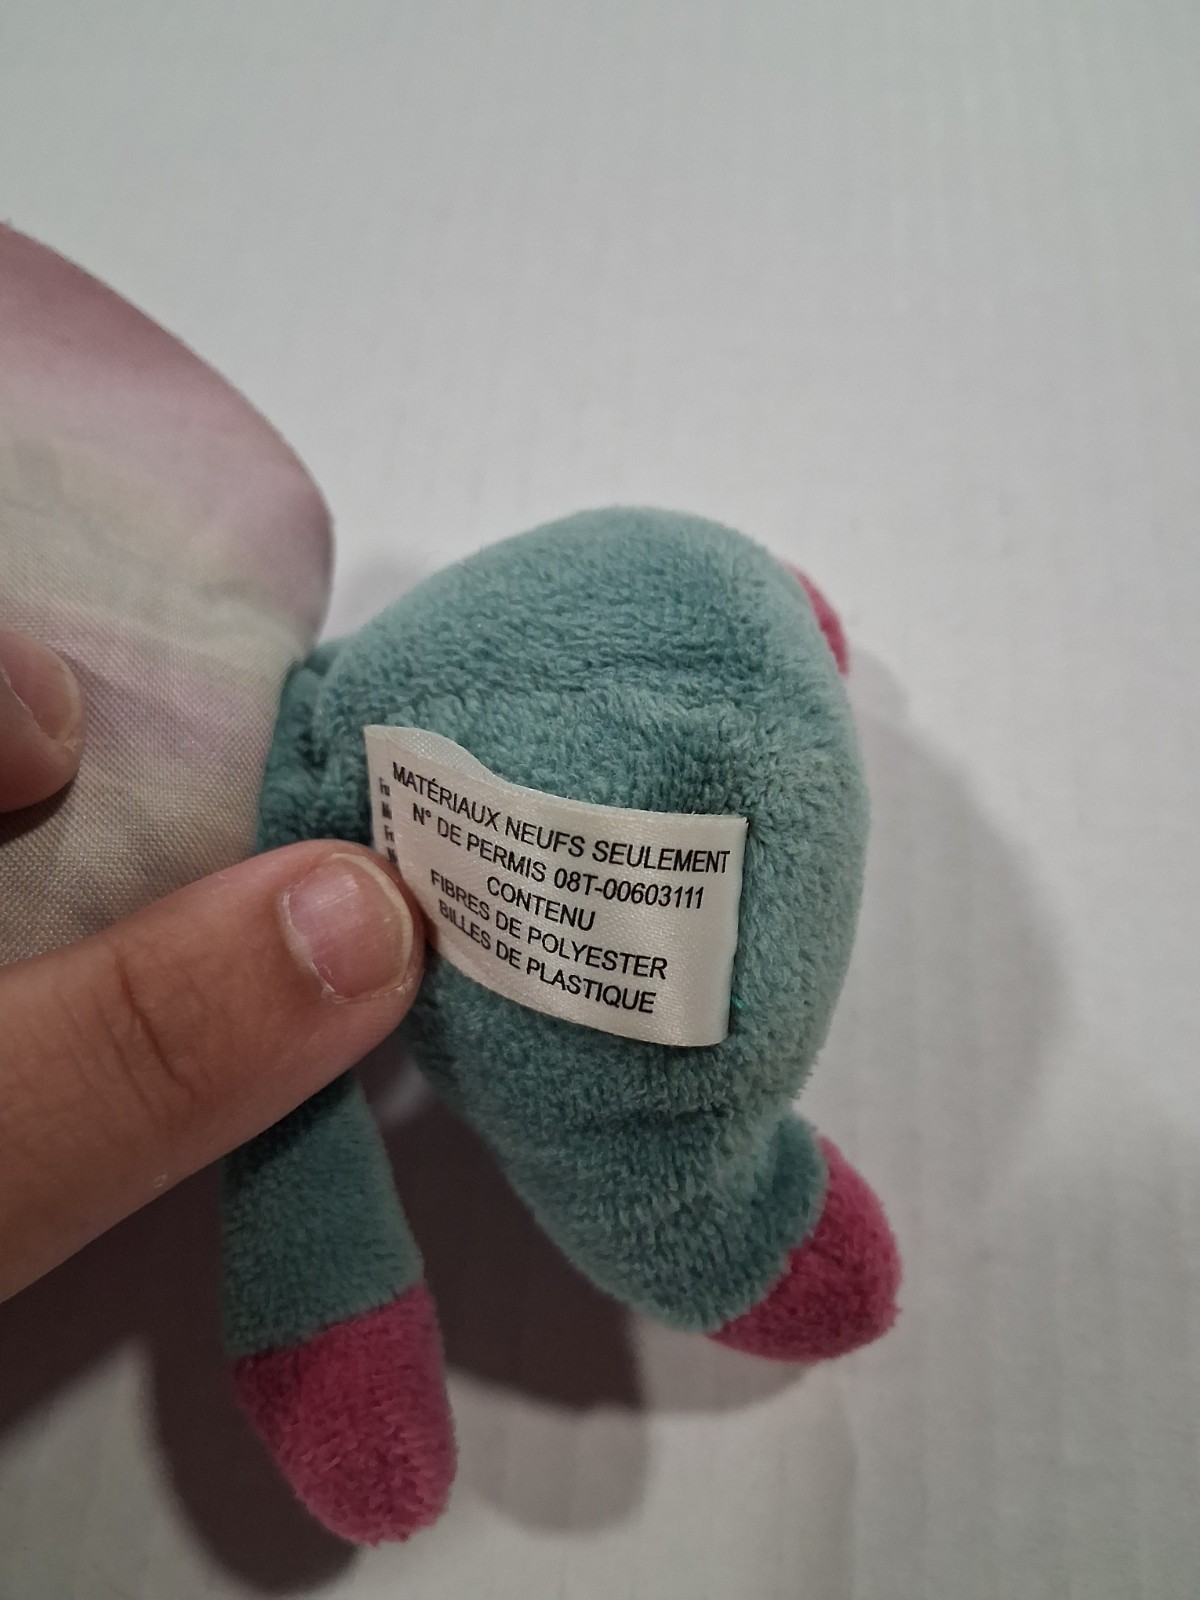 MATÉRIAUX NEUFS SEULEMENT
N° DE PERMIS 08T-00603111
CONTENU
FIBRES DE POLYESTER
BILLES DE PLASTIQUE